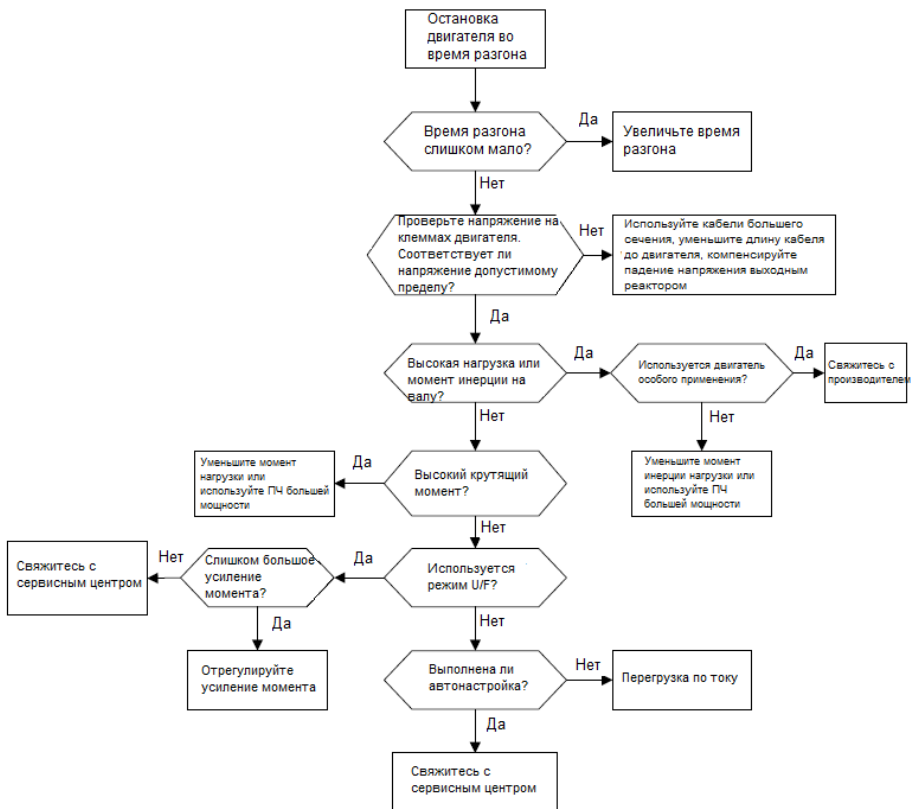 Остановка
двигателя во
время разгона
Время разгона
слишком мало?
Да
Увеличьте время
разгона
Нет
Проверьте напряжение на
клеммах двигателя.
Соответствует ли
напряжение допустимому
пределу?
Нет
Используйте кабели большего
сечения, уменьшите длину кабеля
до двигателя, компенсируйте
падение напряжения выходным
реактором
Да
Высокая нагрузка или
момент инерции на
валу?
Да
Используется двигатель
особого применения?
Да
Свяжитесь с
производителем
Нет
Нет
Уменьшите момент
инерции нагрузки или
используйте ПЧ
большей мощности
Высокий крутящий
момент?
Да
Уменьшите момент
нагрузки или
используйте ПЧ большей
мощности
Нет
Используется
режим U/F?
Да
Слишком большое
усиление
момента?
Нет
Свяжитесь с
сервисным центром
Да
Отрегулируйте
усиление момента
Нет
Выполнена ли
автонастройка?
Нет
Перегрузка по току
Да
Свяжитесь с
сервисным центром